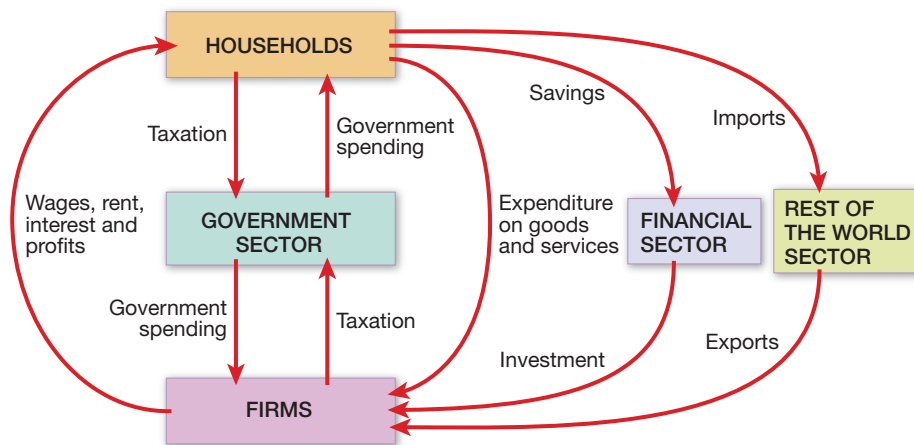 HOUSEHOLDS
Taxation
Government
spending
Savings
Imports
Wages, rent,
interest and
profits
GOVERNMENT
SECTOR
Expenditure
on goods
and services
FINANCIAL
SECTOR
REST OF
THE WORLD
SECTOR
Government
spending
Taxation
Investment
Exports
FIRMS